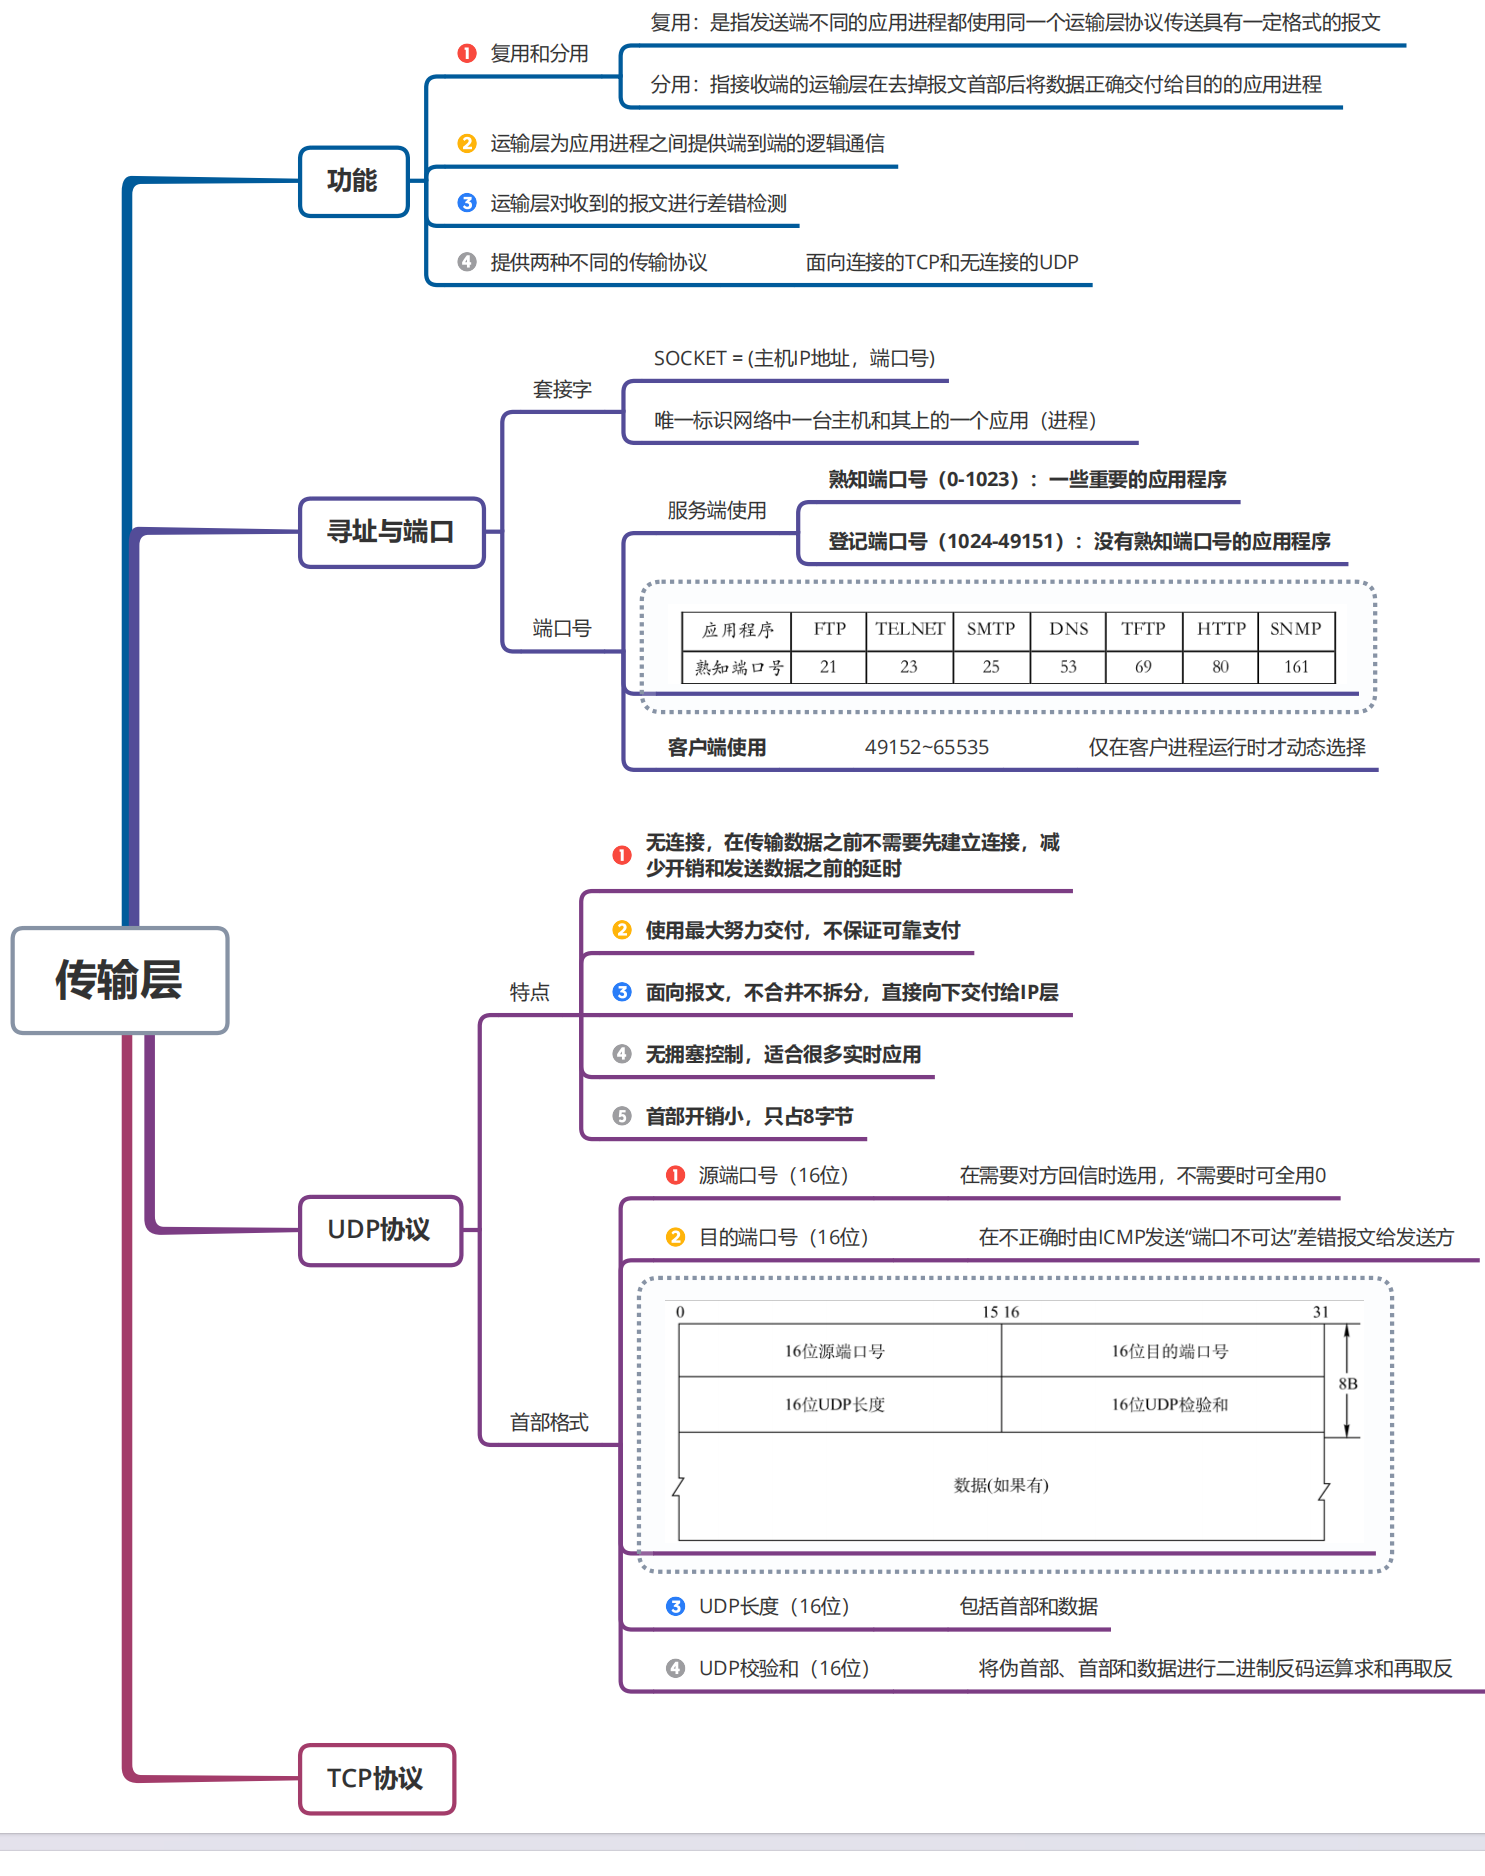 复用：是指发送端不同的应用进程都使用同一个运输层协议传送具有一定格式的报文
❶ 复用和分用
分用：指接收端的运输层在去掉报文首部后将数据正确交付给目的的应用进程
❷ 运输层为应用进程之间提供端到端的逻辑通信
功能
❸ 运输层对收到的报文进行差错检测
❹ 提供两种不同的传输协议 面向连接的TCP和无连接的UDP
SOCKET = (主机IP地址，端口号)
套接字
唯一标识网络中一台主机和其上的一个应用（进程）
熟知端口号（0-1023）：一些重要的应用程序
服务端使用
寻址与端口
登记端口号（1024-49151）：没有熟知端口号的应用程序
端口号
应用程序 FTP TELNET SMTP DNS TFTP HTTP SNMP
熟知端口号 21 23 25 53 69 80 161
客户端使用 49152~65535 仅在客户进程运行时才动态选择
❶ 无连接，在传输数据之前不需要先建立连接，减
少开销和发送数据之前的延时
❷ 使用最大努力交付，不保证可靠支付
传输层
特点
❸ 面向报文，不合并不拆分，直接向下交付给IP层
❹ 无拥塞控制，适合很多实时应用
❺ 首部开销小，只占8字节
❶ 源端口号（16位） 在需要对方回信时选用，不需要时可全用0
UDP协议
❷ 目的端口号（16位） 在不正确时由ICMP发送“端口不可达”差错报文给发送方
0 15 16 31
16位源端口号 16位目的端口号
8B
16位UDP长度 16位UDP检验和
首部格式
数据(如果有)
❸ UDP长度（16位） 包括首部和数据
❹ UDP校验和（16位） 将伪首部、首部和数据进行二进制反码运算求和再取反
TCP协议